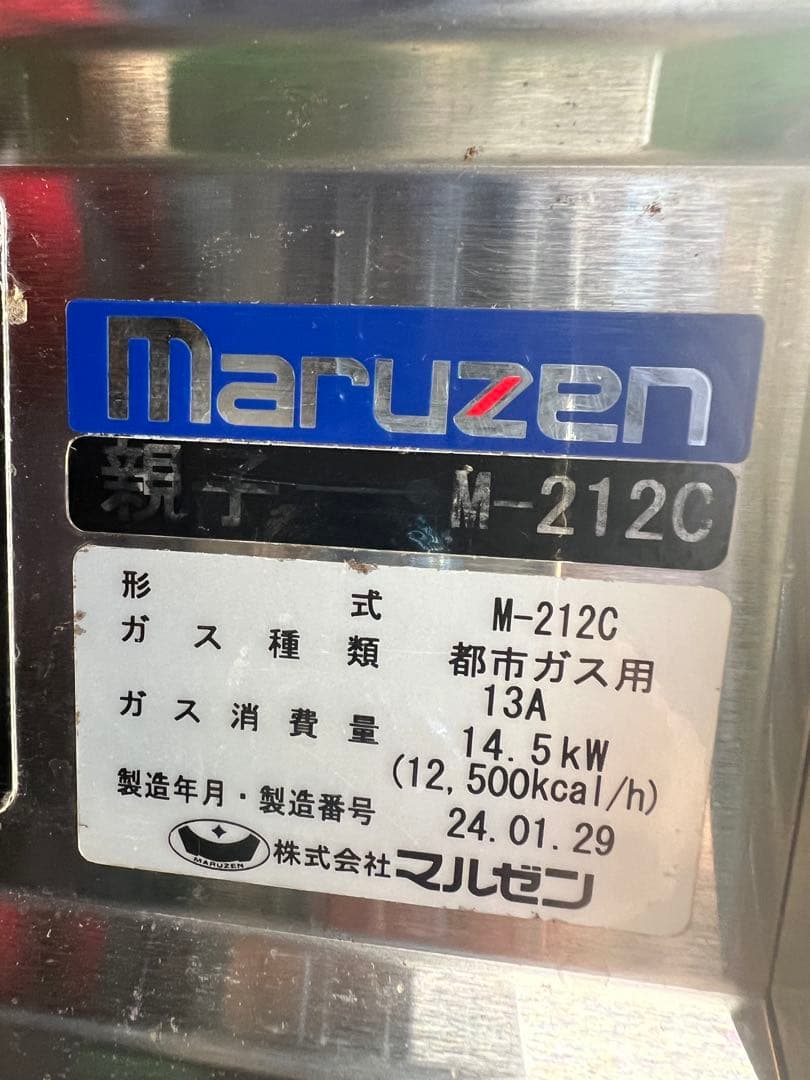 maruzen
親子 M-212C
形式 M-212C
ガス種類 都市ガス用
13A
ガス消費量 14.5kW
(12,500kcal/h)
製造年月・製造番号 24.01.29
MARUZEN 株式会社マルゼン